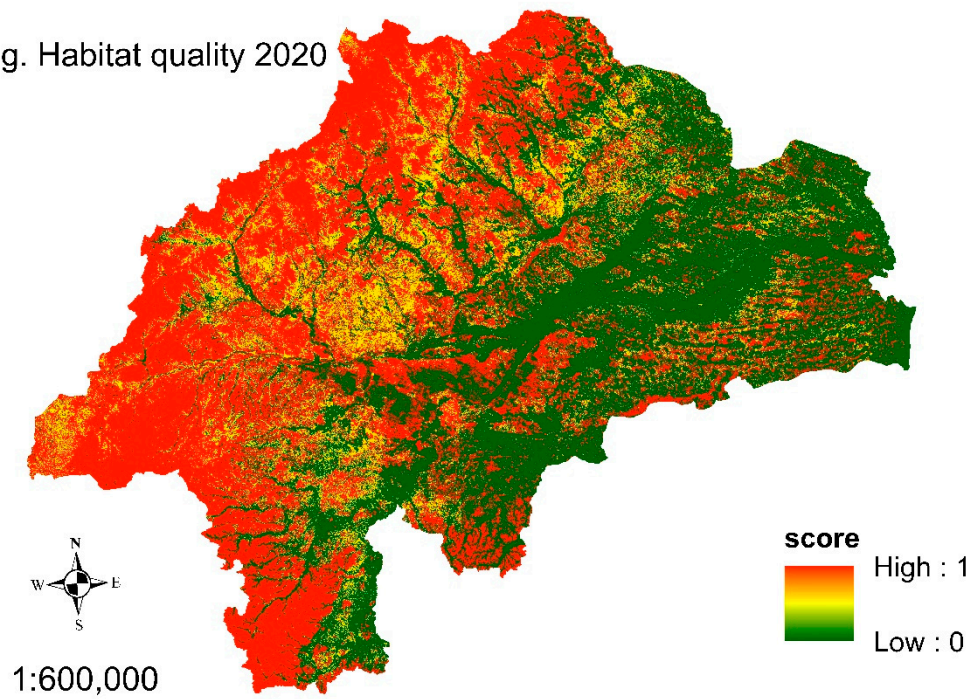 g. Habitat quality 2020
N
W E
S
1:600,000
score
High : 1
Low : 0